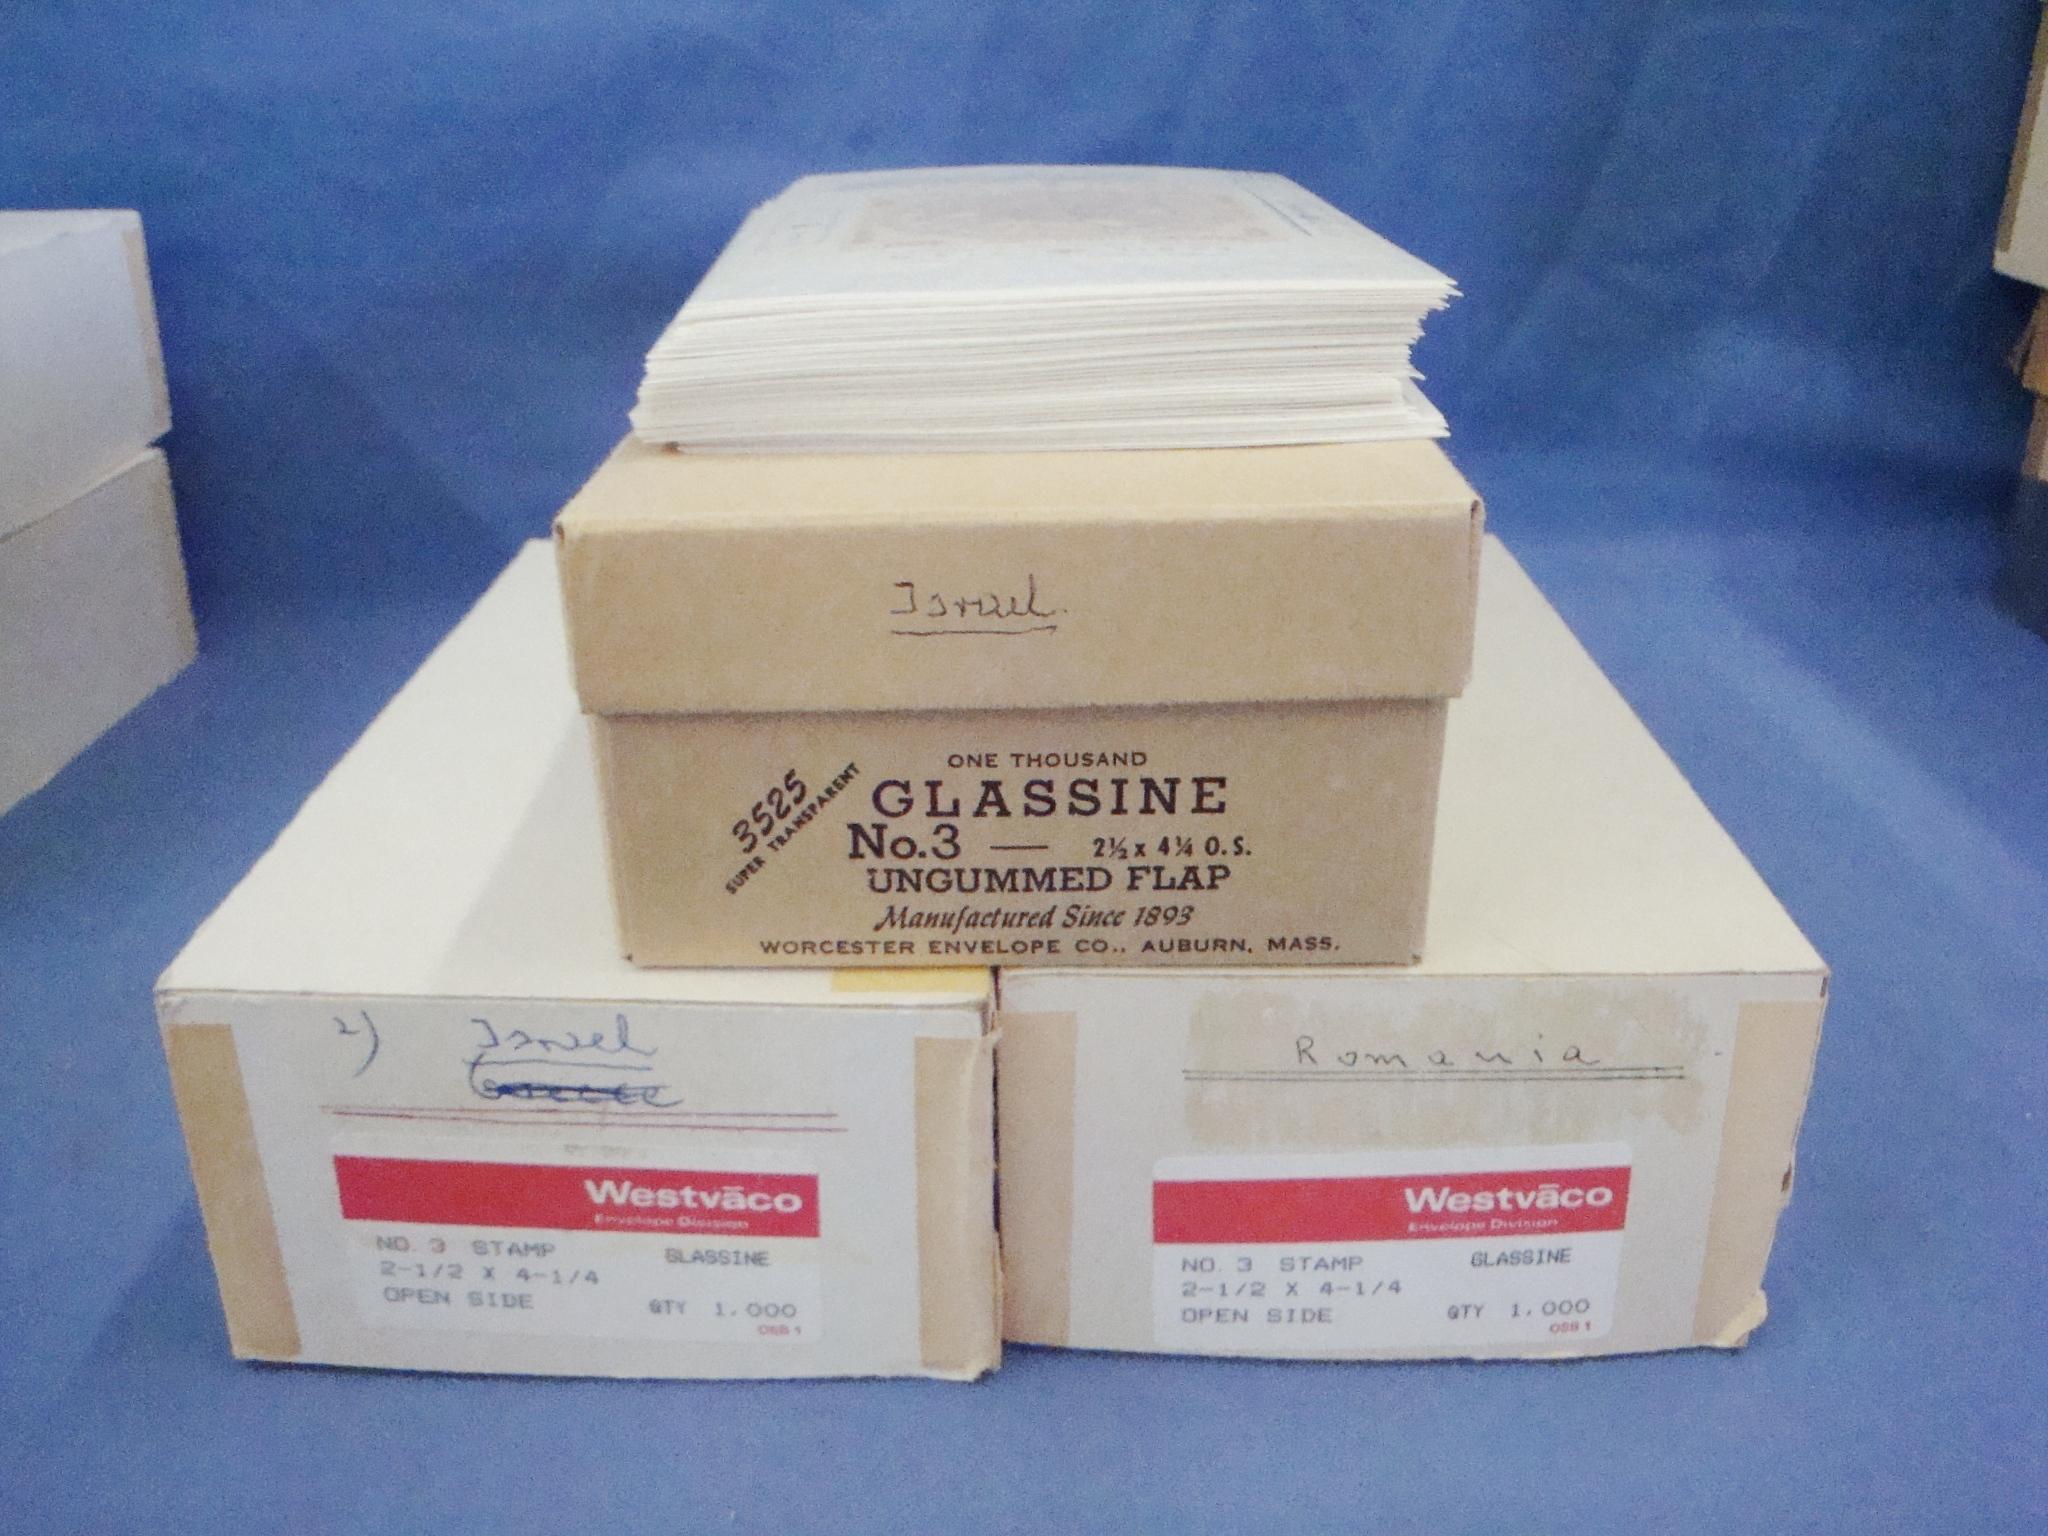 Israel.
ONE THOUSAND
3525
SUPER TRANSPARENT
GLASSINE
No.3 — 2½ x 4¼ O.S.
UNGUMMED FLAP
Manufactured Since 1893
WORCESTER ENVELOPE CO., AUBURN, MASS.
2) Israel
Greece
Westvāco
Envelope Division
NO. 3 STAMP GLASSINE
2-1/2 X 4-1/4
OPEN SIDE QTY 1,000
OSB 1
Romania
Westvāco
Envelope Division
NO. 3 STAMP GLASSINE
2-1/2 X 4-1/4
OPEN SIDE QTY 1,000
OSB 1